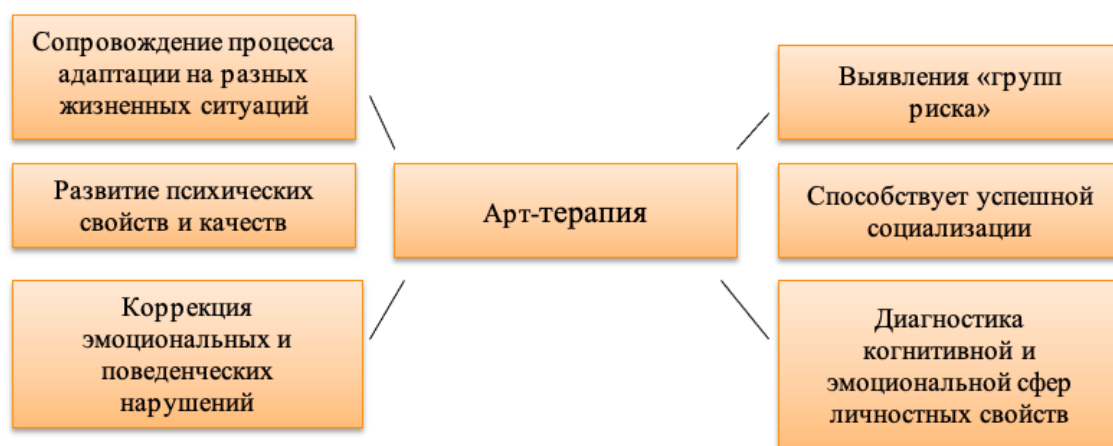 Сопровождение процесса
адаптации на разных
жизненных ситуаций
Развитие психических
свойств и качеств
Коррекция
эмоциональных и
поведенческих
нарушений
Арт-терапия
Выявления «групп
риска»
Способствует успешной
социализации
Диагностика
когнитивной и
эмоциональной сфер
личностных свойств